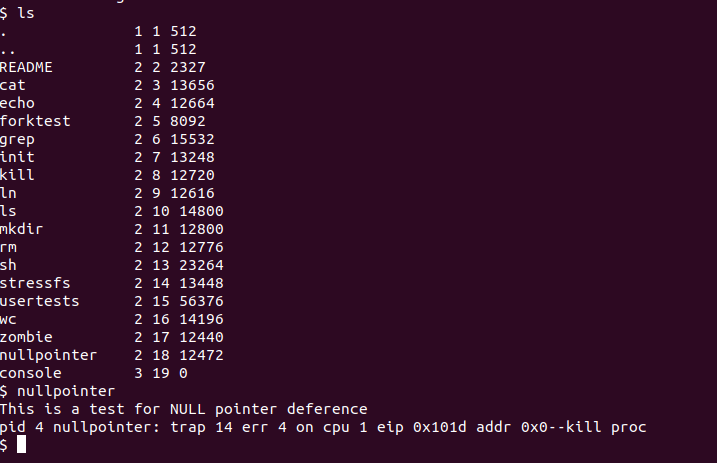 $ ls
. 1 1 512
.. 1 1 512
README 2 2 2327
cat 2 3 13656
echo 2 4 12664
forktest 2 5 8092
grep 2 6 15532
init 2 7 13248
kill 2 8 12720
ln 2 9 12616
ls 2 10 14800
mkdir 2 11 12800
rm 2 12 12776
sh 2 13 23264
stressfs 2 14 13448
usertests 2 15 56376
wc 2 16 14196
zombie 2 17 12440
nullpointer 2 18 12472
console 3 19 0
$ nullpointer
This is a test for NULL pointer deference
pid 4 nullpointer: trap 14 err 4 on cpu 1 eip 0x101d addr 0x0--kill proc
$